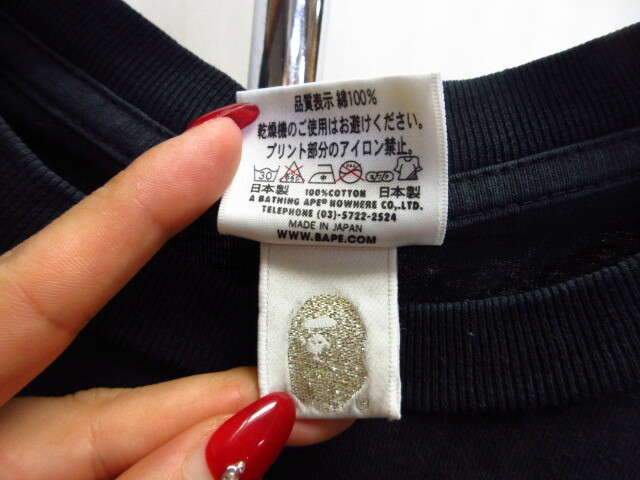 品質表示 綿100%
乾燥機のご使用はお避けください。
プリント部分のアイロン禁止。
30
日本製 100%COTTON 日本製
A BATHING APE® NOWHERE CO,.LTD.
TELEPHONE (03)-5722-2524
MADE IN JAPAN
WWW.BAPE.COM
®